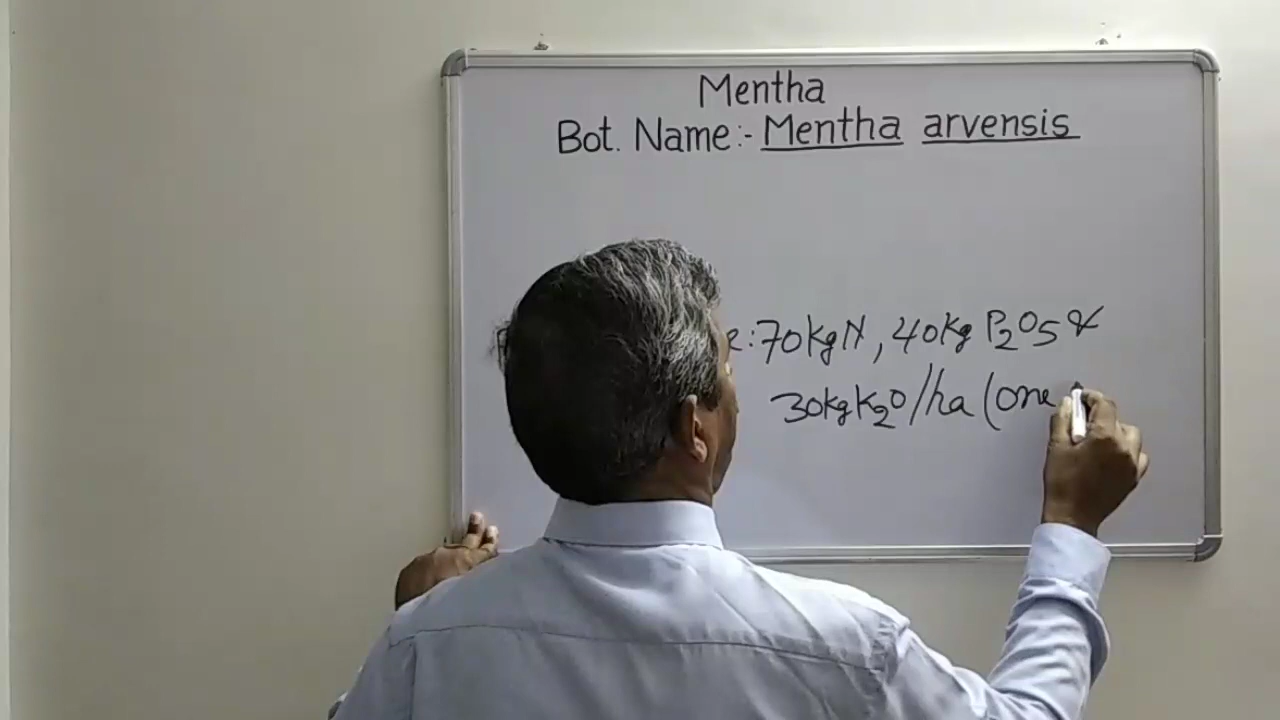 Mentha
Bot. Name:- Mentha arvensis
: 70kg N, 40kg P₂O₅ &
30kg K₂O/ha (one